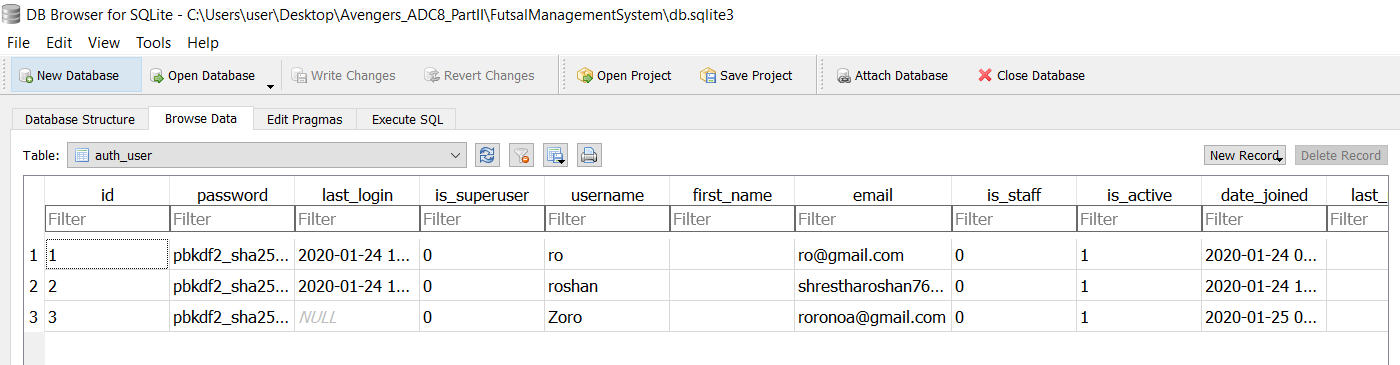 DB Browser for SQLite - C:\Users\user\Desktop\Avengers_ADC8_PartII\FutsalManagementSystem\db.sqlite3
File Edit View Tools Help
New Database Open Database Write Changes Revert Changes Open Project Save Project Attach Database Close Database
Database Structure Browse Data Edit Pragmas Execute SQL
Table: auth_user New Record Delete Record
id password last_login is_superuser username first_name email is_staff is_active date_joined last_
Filter Filter Filter Filter Filter Filter Filter Filter Filter Filter Filter
1 1 pbkdf2_sha25... 2020-01-24 1... 0 ro ro@gmail.com 0 1 2020-01-24 0...
2 2 pbkdf2_sha25... 2020-01-24 1... 0 roshan shrestharoshan76... 0 1 2020-01-24 1...
3 3 pbkdf2_sha25... NULL 0 Zoro roronoa@gmail.com 0 1 2020-01-25 0...